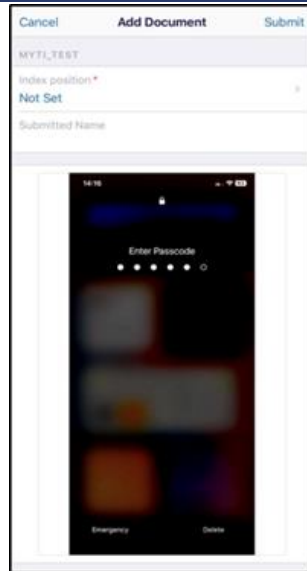 Cancel Add Document Submit
MYTI_TEST
Index position*
Not Set
Submitted Name
14:16
Enter Passcode
Emergency Delete